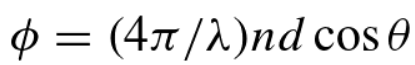 ϕ = (4π/λ)nd cos θ